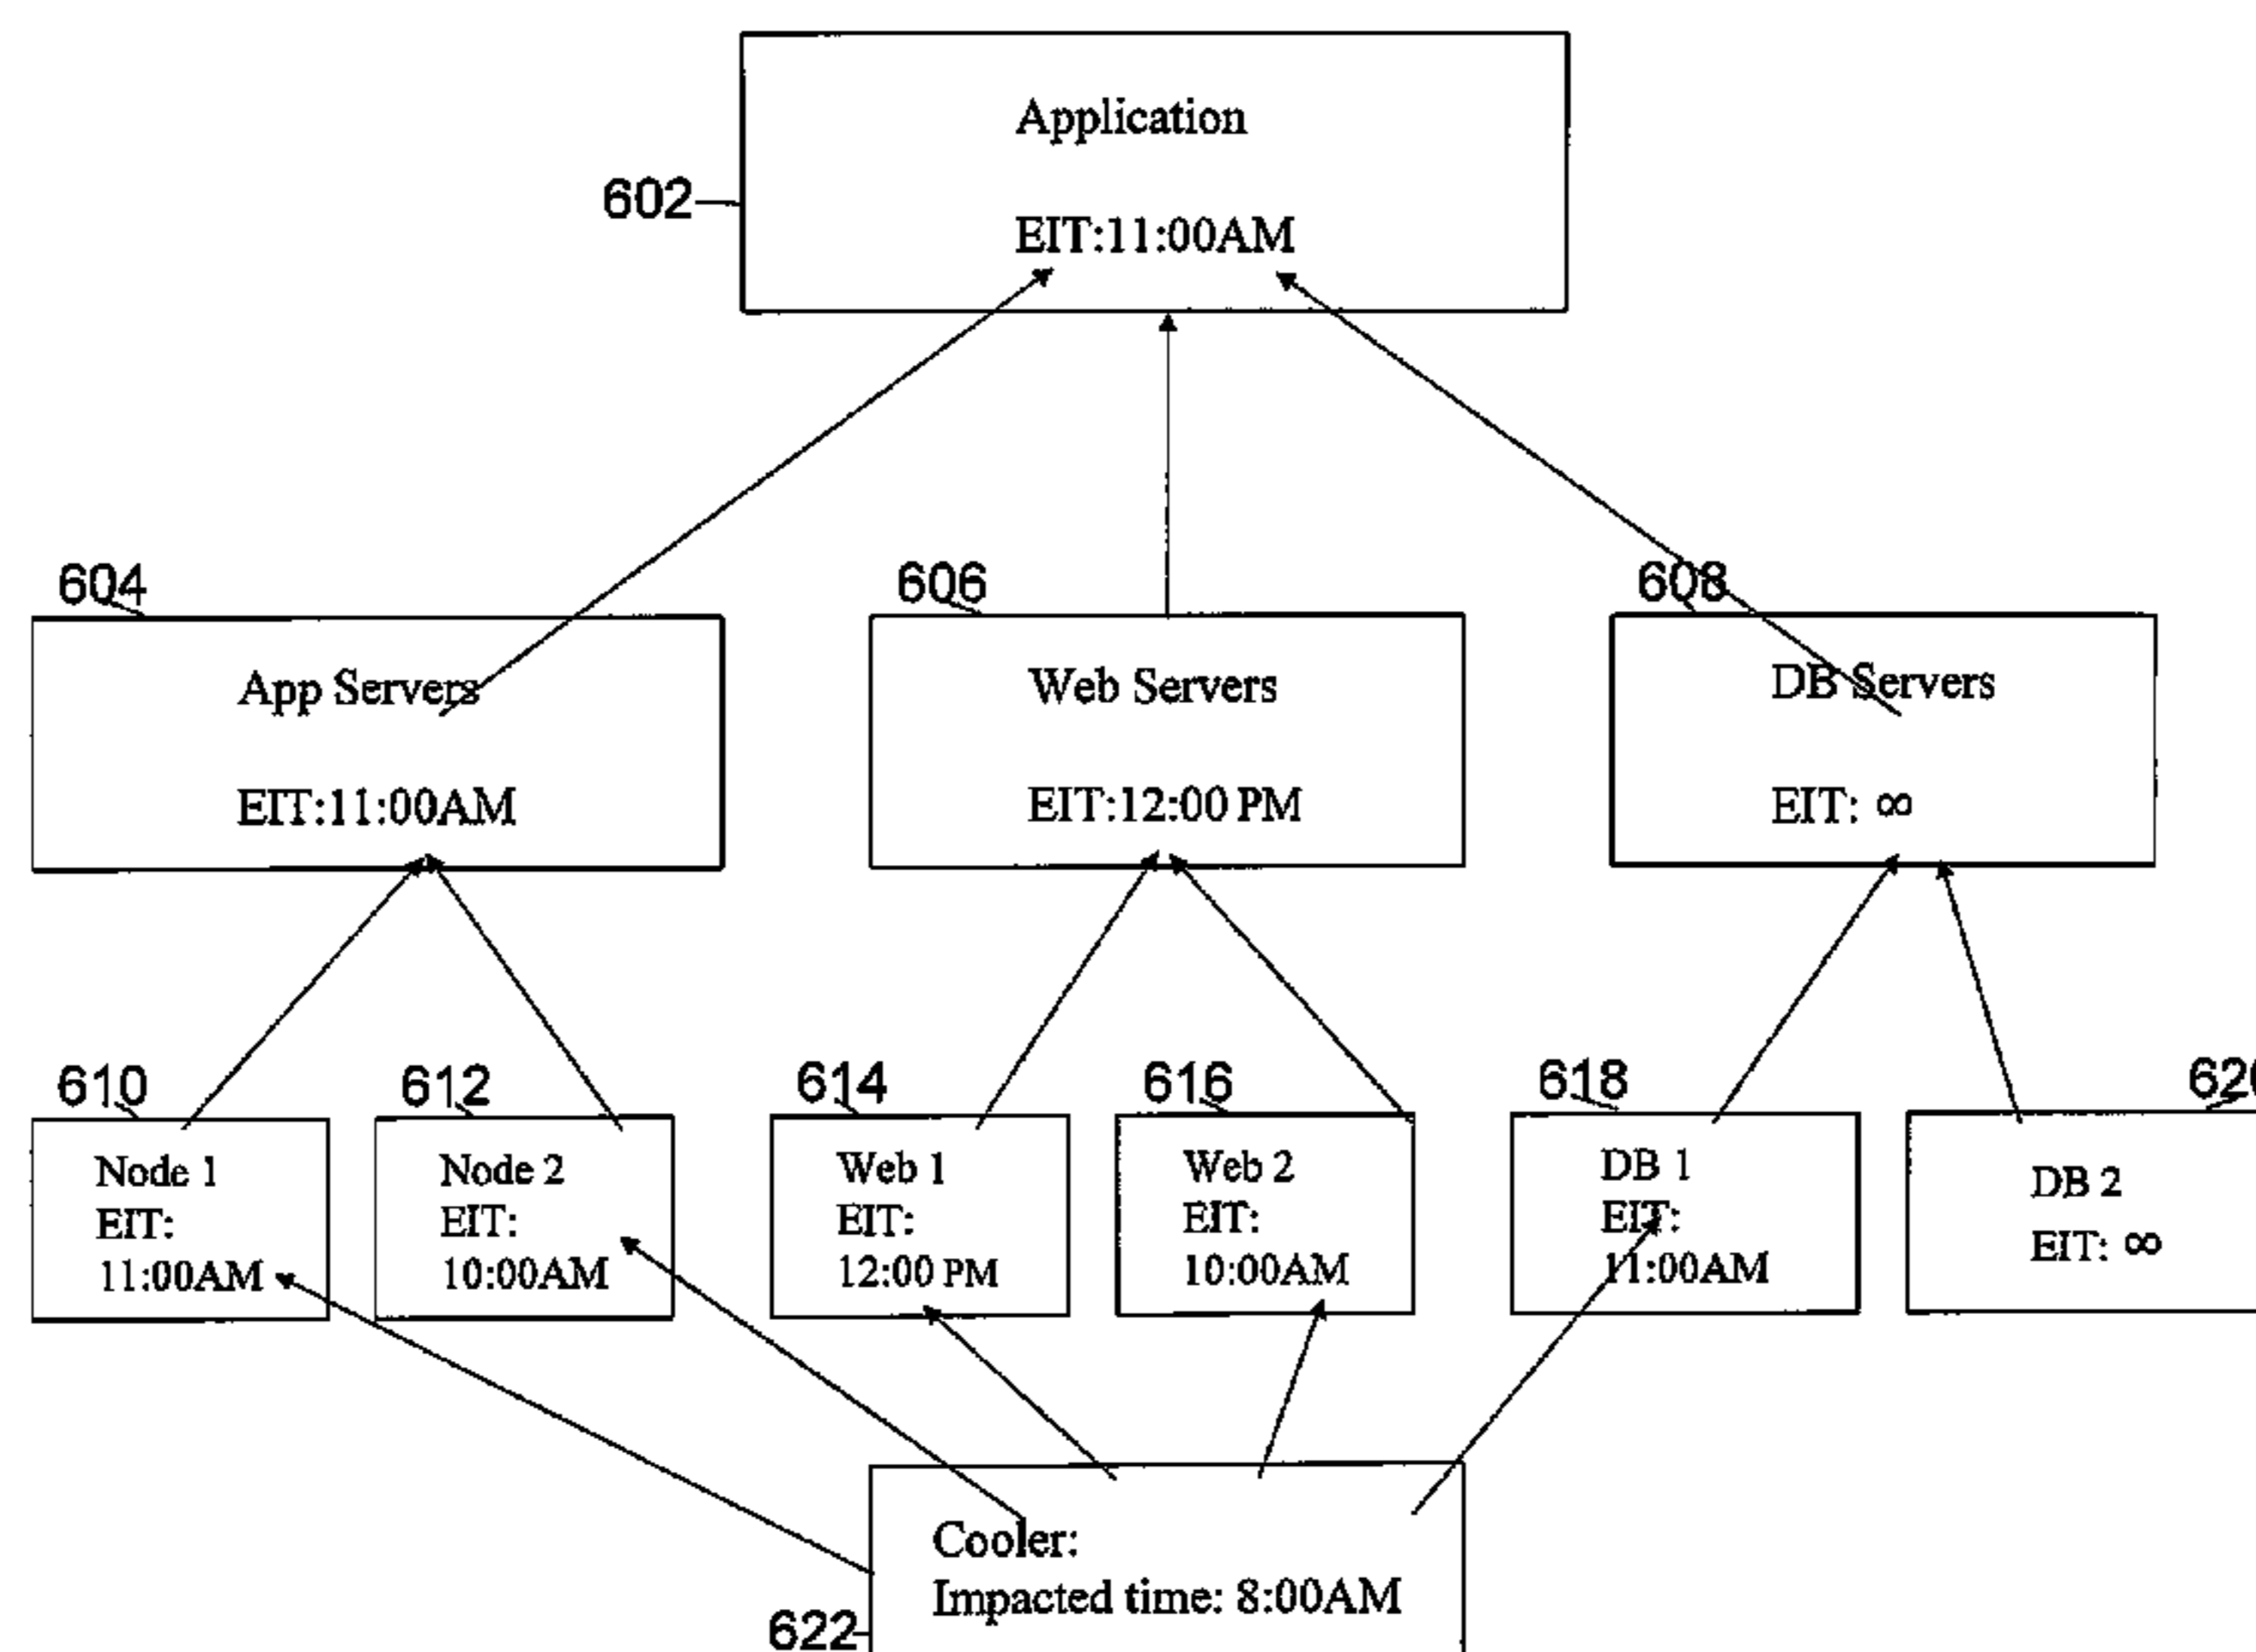 Application
602
EIT:11:00AM
604
606
608
App Servers
Web Servers
DB Servers
EIT:11:00AM
EIT:12:00 PM
EIT: ∞
610
612
614
616
618
Node 1
EIT:
11:00AM
Node 2
EIT:
10:00AM
Web 1
EIT:
12:00 PM
Web 2
EIT:
10:00AM
DB 1
EIT:
11:00AM
DB 2
EIT: ∞
Cooler:
Impacted time: 8:00AM
622